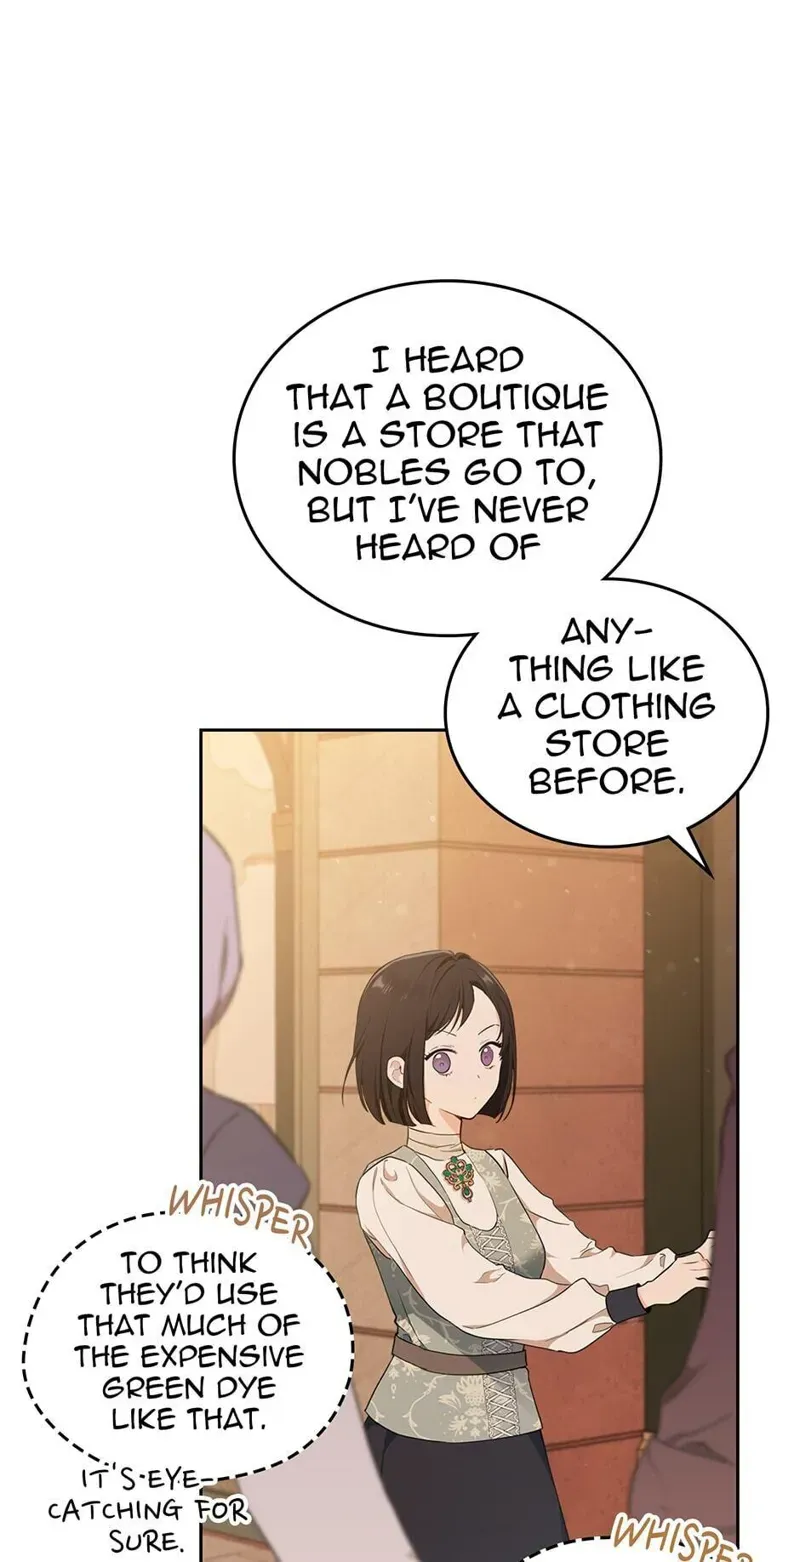 I HEARD
THAT A BOUTIQUE
IS A STORE THAT
NOBLES GO TO,
BUT I'VE NEVER
HEARD OF
ANY-
THING LIKE
A CLOTHING
STORE
BEFORE.
WHISPER
TO THINK
THEY'D USE
THAT MUCH OF
THE EXPENSIVE
GREEN DYE
LIKE THAT.
IT'S EYE-
CATCHING FOR
SURE.
WHISPER